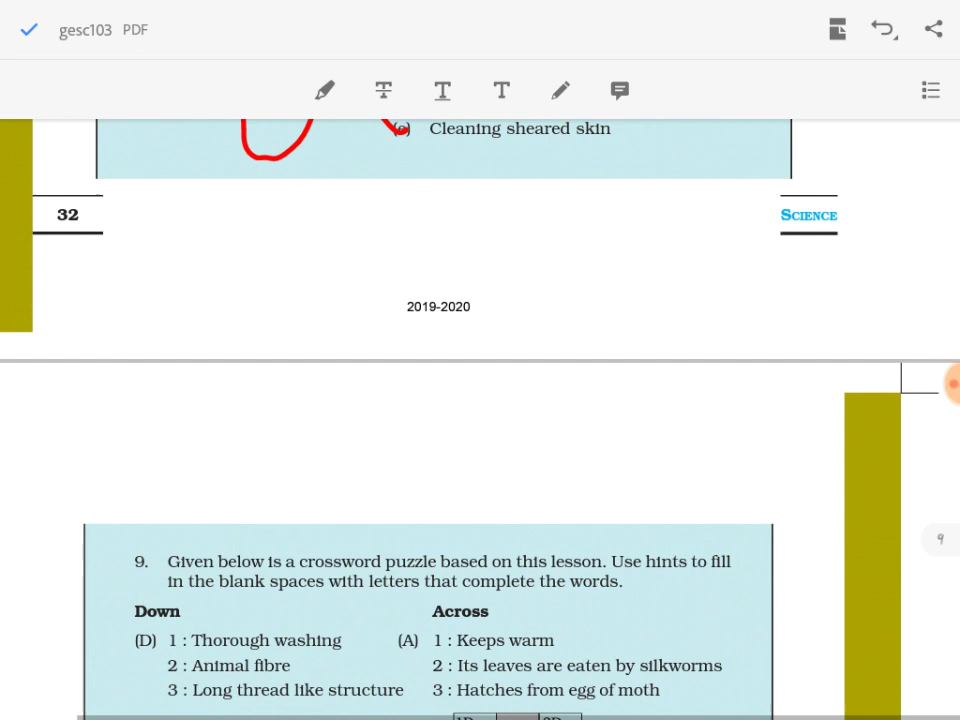 gesc103 PDF
(e) Cleaning sheared skin
32
SCIENCE
2019-2020
9
9. Given below is a crossword puzzle based on this lesson. Use hints to fill
in the blank spaces with letters that complete the words.
Down Across
(D) 1 : Thorough washing (A) 1 : Keeps warm
2 : Animal fibre 2 : Its leaves are eaten by silkworms
3 : Long thread like structure 3 : Hatches from egg of moth